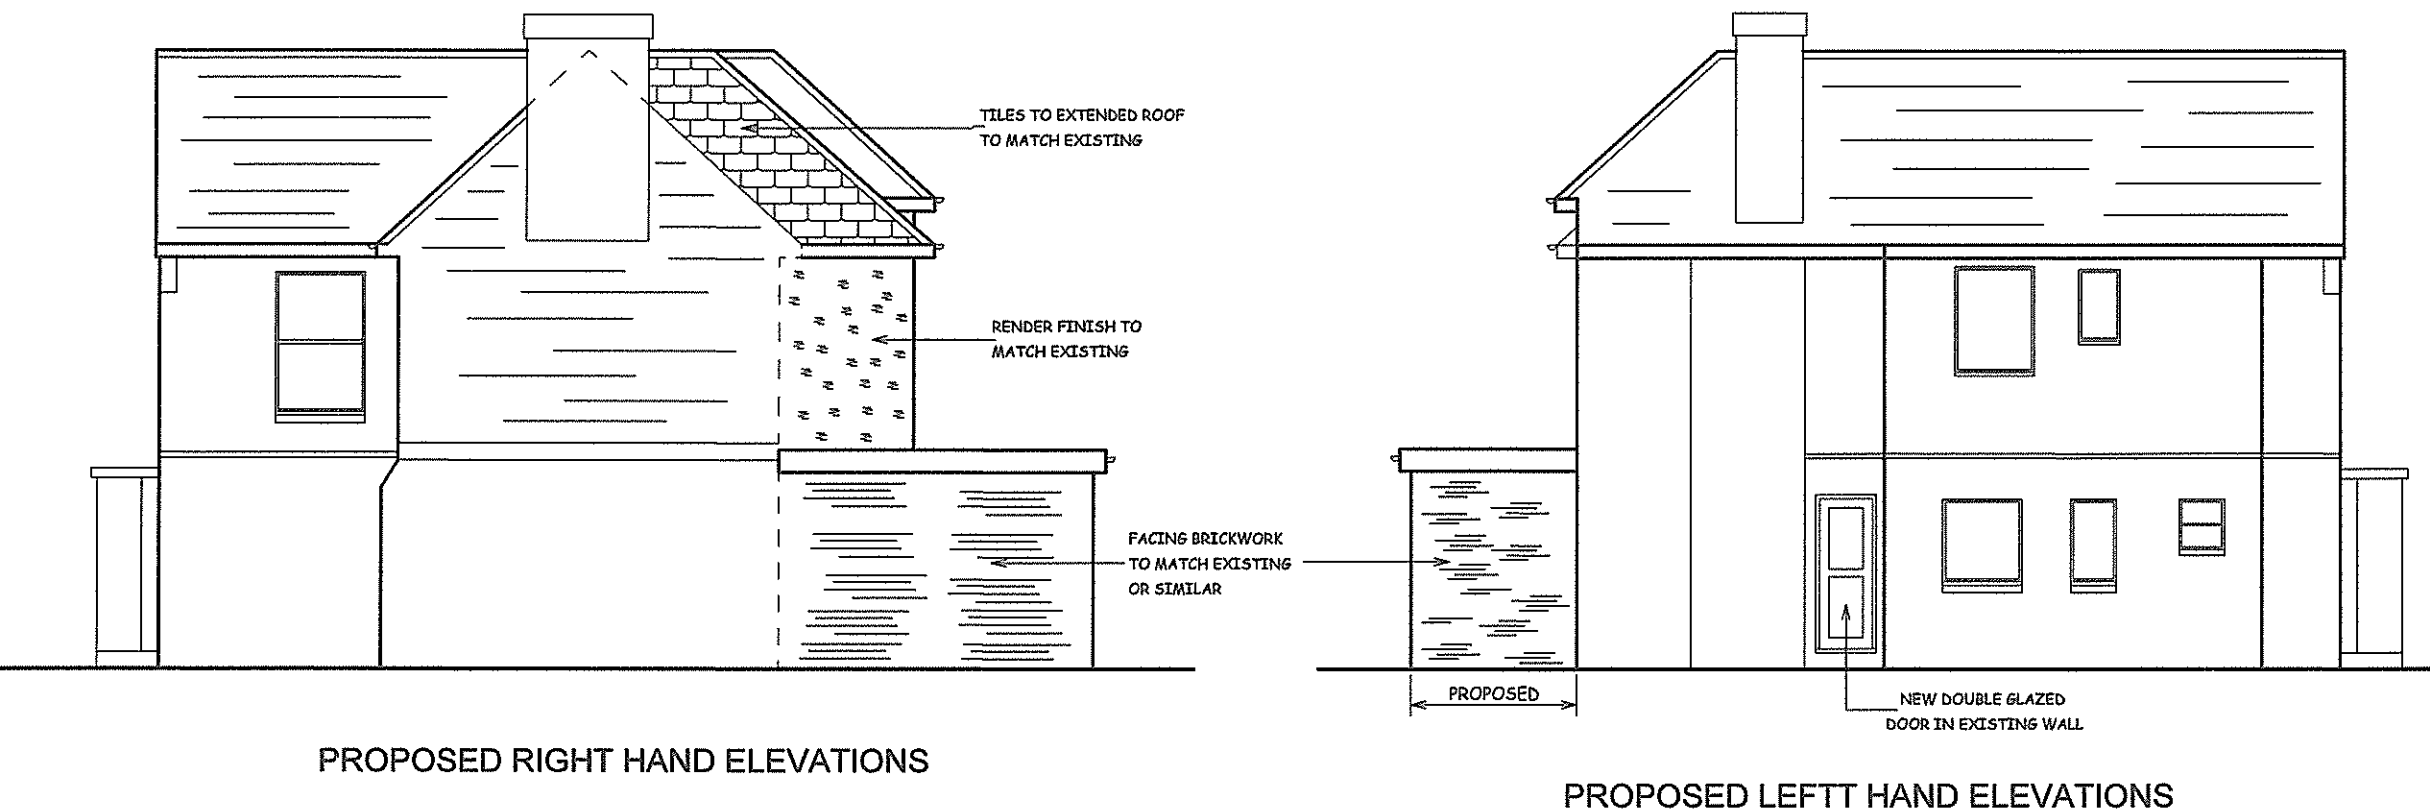 TILES TO EXTENDED ROOF
TO MATCH EXISTING
RENDER FINISH TO
MATCH EXISTING
FACING BRICKWORK
TO MATCH EXISTING
OR SIMILAR
PROPOSED
NEW DOUBLE GLAZED
DOOR IN EXISTING WALL
PROPOSED RIGHT HAND ELEVATIONS
PROPOSED LEFTT HAND ELEVATIONS